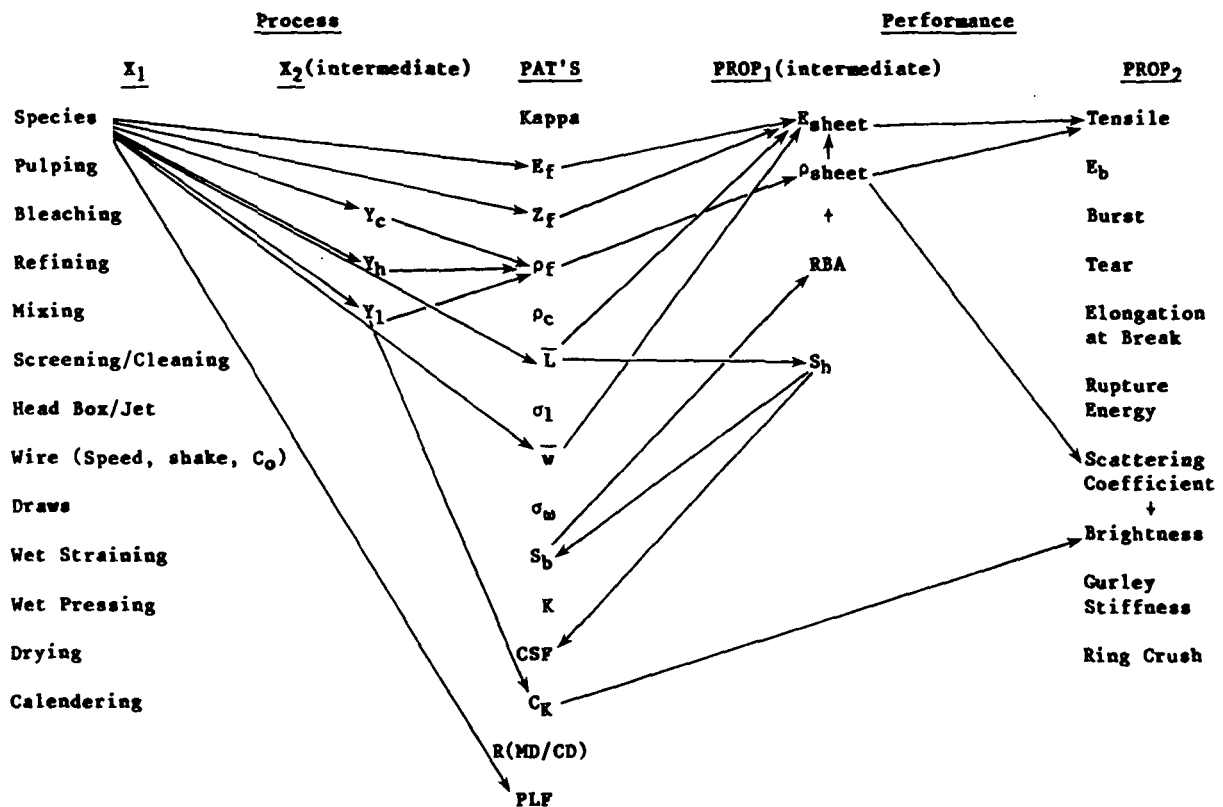 Process Performance
X1 X2(intermediate) PAT'S PROP1(intermediate) PROP2
Species Kappa Esheet Tensile
Pulping Ef ρsheet Eb
Bleaching Yc Zf Burst
Refining Yh ρf RBA Tear
Mixing Yl ρc Elongation
at Break
Screening/Cleaning L̅ Sh
Rupture
Head Box/Jet σl Energy
Wire (Speed, shake, Co) w̅ Scattering
Coefficient
Draws σω
Brightness
Wet Straining Sb
Gurley
Wet Pressing K Stiffness
Drying CSF Ring Crush
Calendering CK
R(MD/CD)
PLF